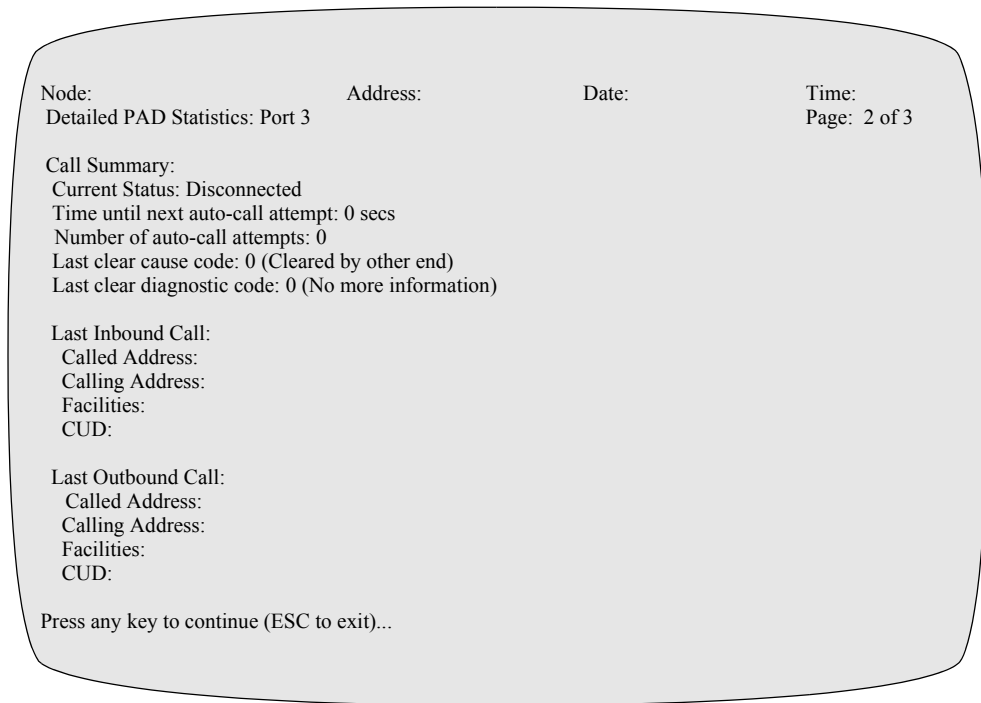 Node: Address: Date: Time:
Detailed PAD Statistics: Port 3 Page: 2 of 3
Call Summary:
Current Status: Disconnected
Time until next auto-call attempt: 0 secs
Number of auto-call attempts: 0
Last clear cause code: 0 (Cleared by other end)
Last clear diagnostic code: 0 (No more information)
Last Inbound Call:
Called Address:
Calling Address:
Facilities:
CUD:
Last Outbound Call:
Called Address:
Calling Address:
Facilities:
CUD:
Press any key to continue (ESC to exit)...